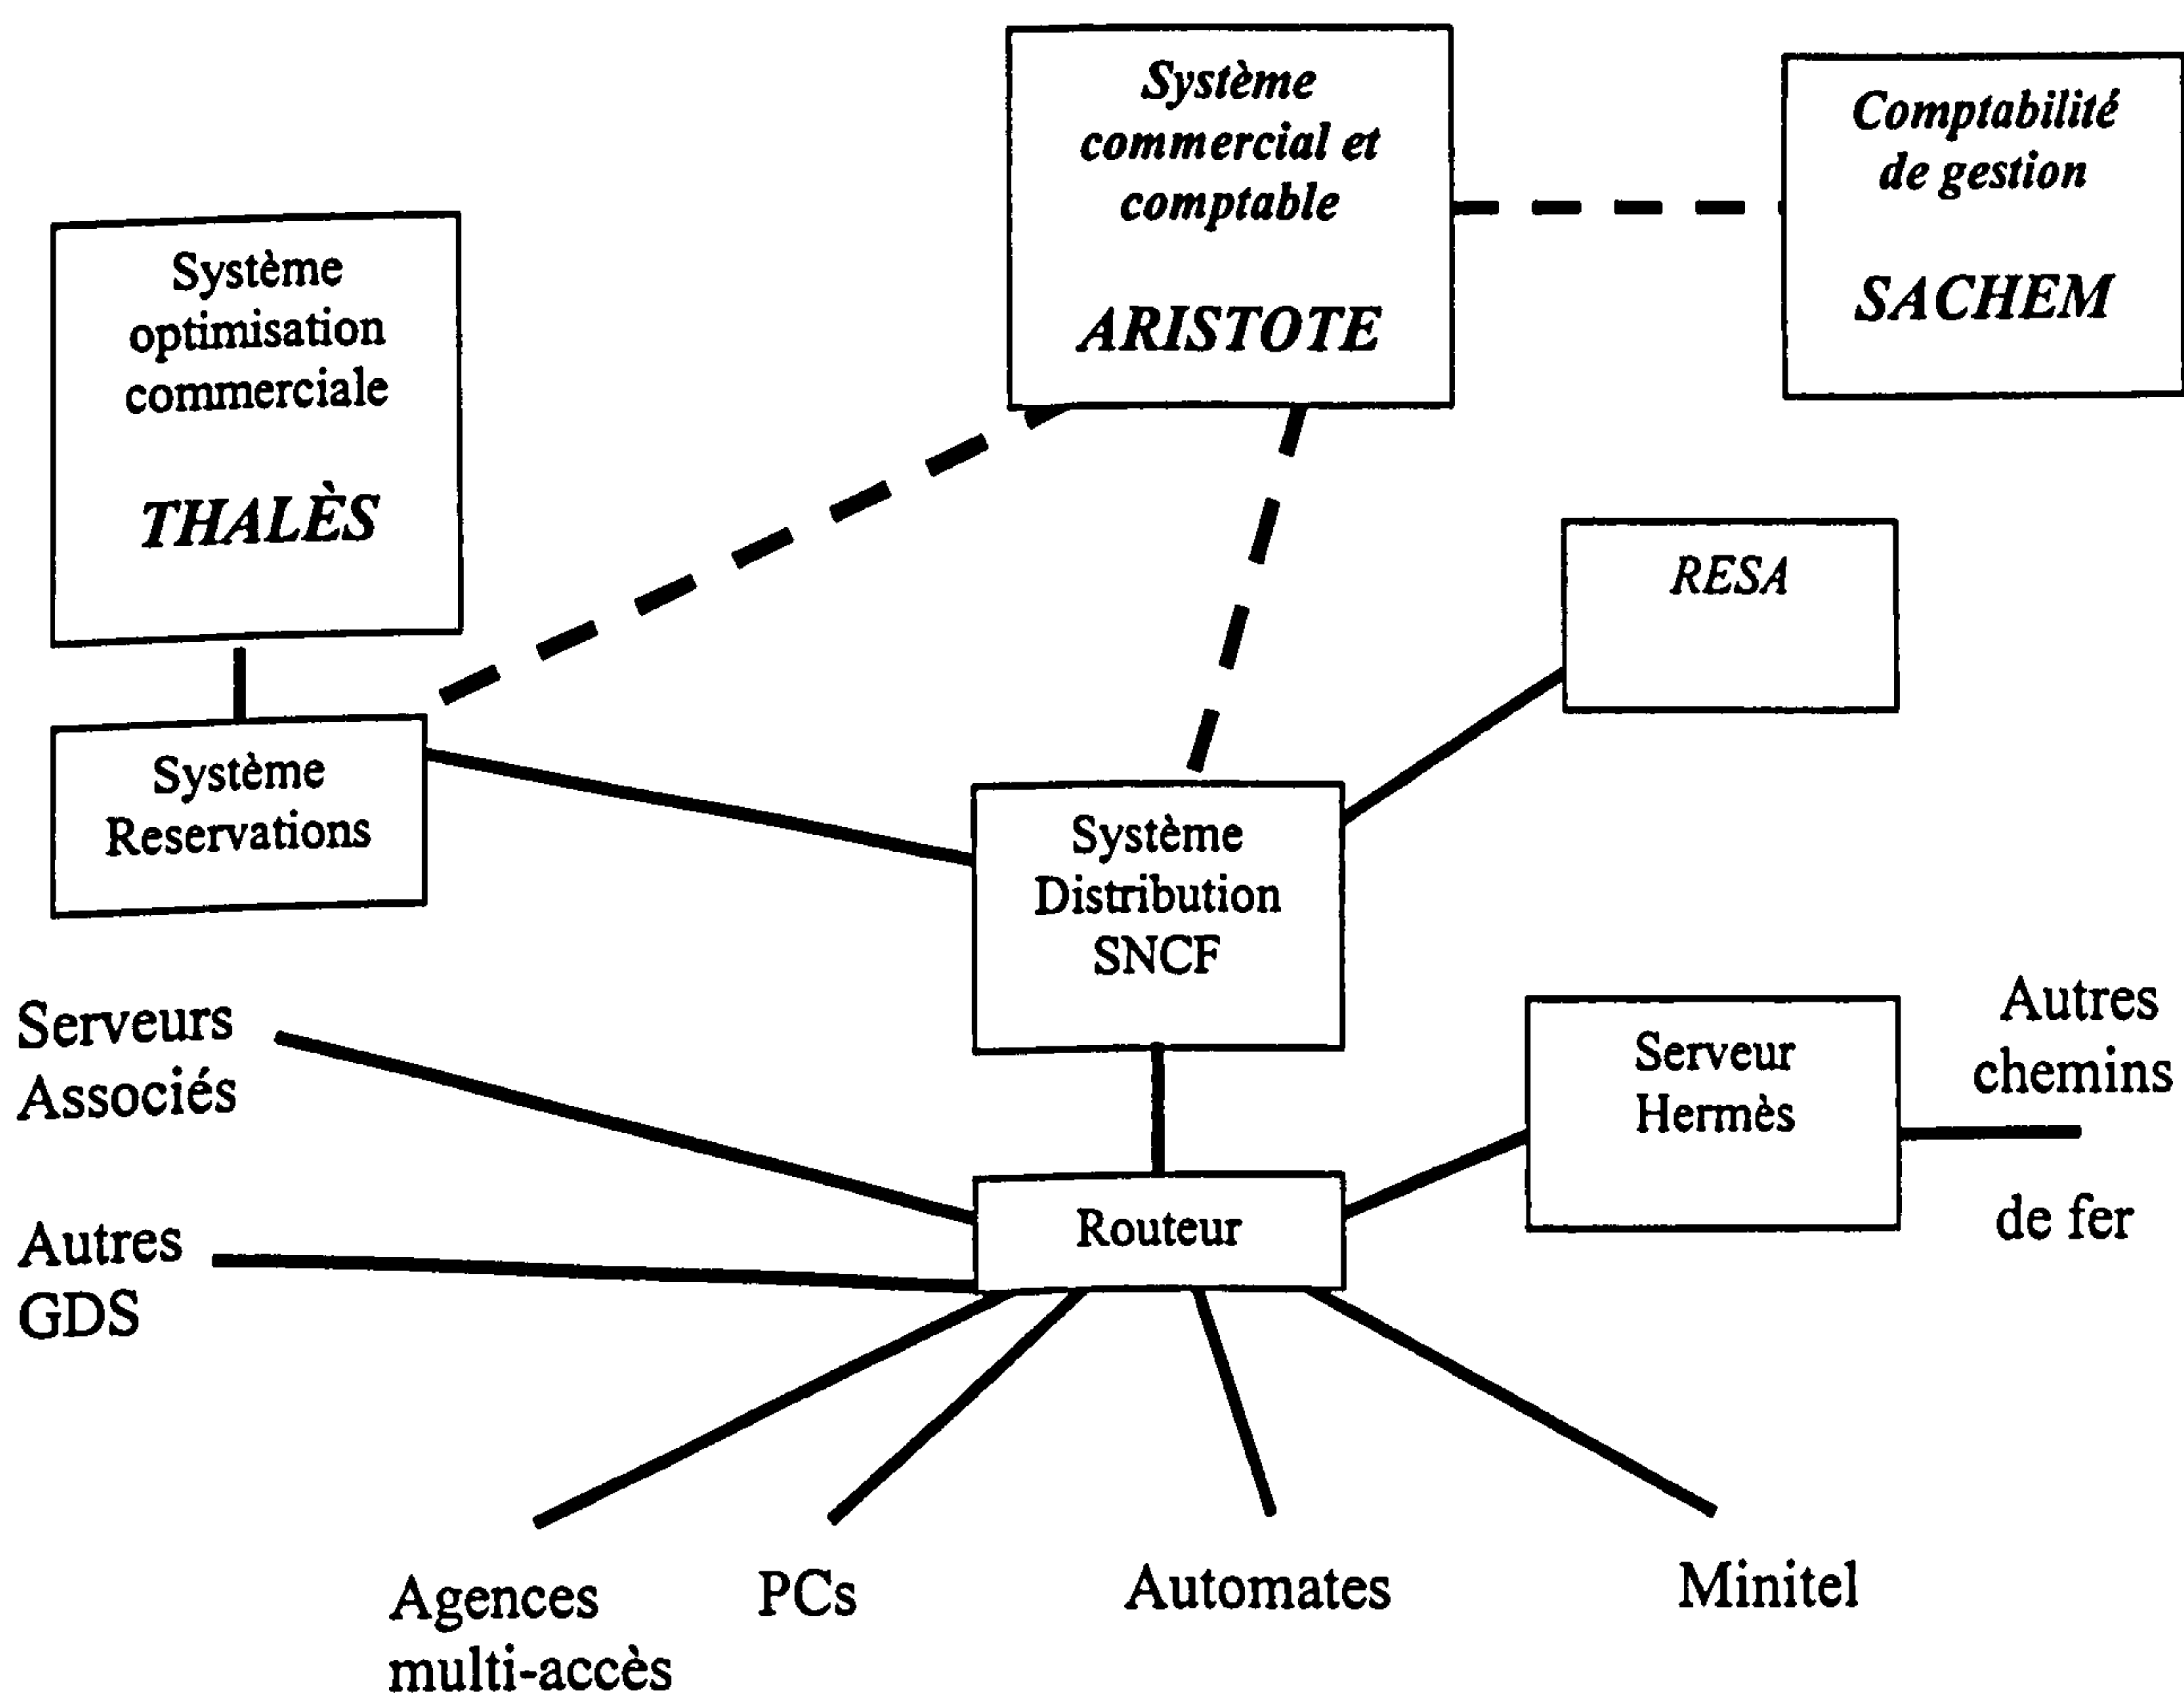 Système
commercial et
comptable
ARISTOTE
Comptabilité
de gestion
SACHEM
Système
optimisation
commerciale
THALÈS
RESA
Système
Reservations
Système
Distribution
SNCF
Serveurs
Associés
Serveur
Hermès
Autres
chemins
de fer
Autres
GDS
Routeur
Agences
multi-accès
PCs
Automates
Minitel